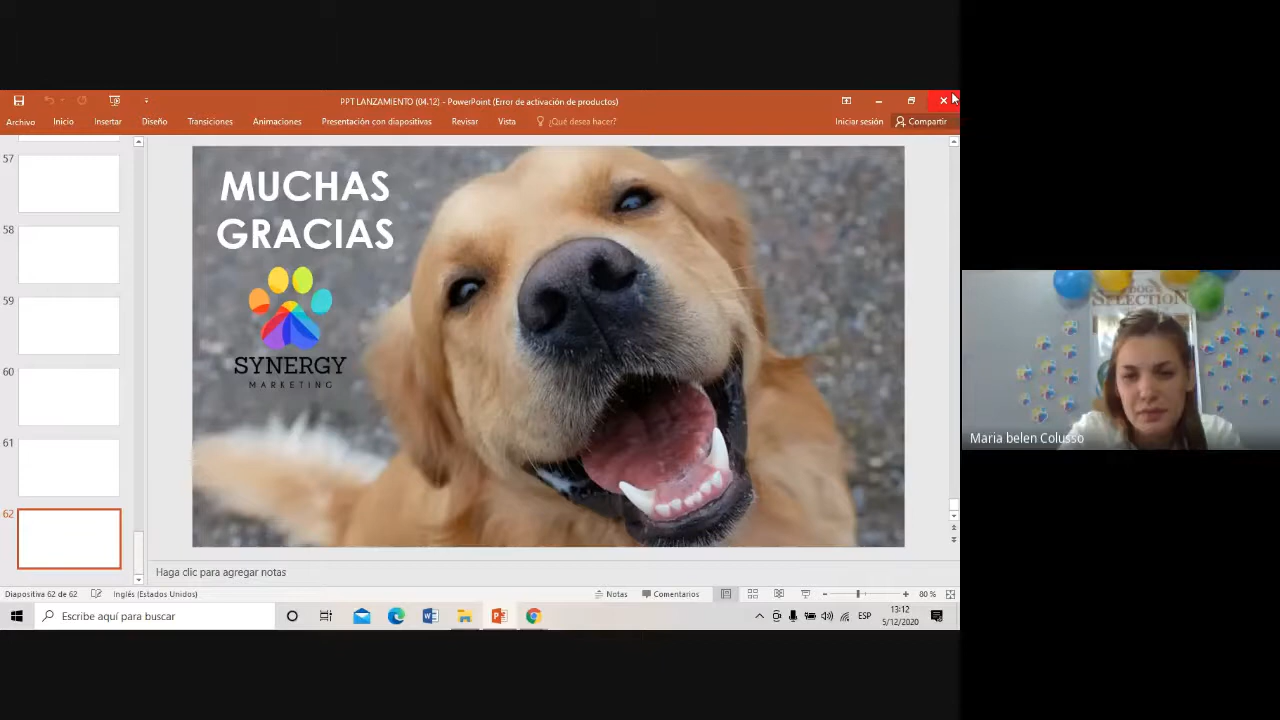 PPT LANZAMIENTO (04.12) - PowerPoint (Error de activación de productos)
Archivo Inicio Insertar Diseño Transiciones Animaciones Presentación con diapositivas Revisar Vista ¿Qué desea hacer? Iniciar sesión Compartir
57
58
59
60
61
62
MUCHAS
GRACIAS
SYNERGY
MARKETING
DOG
SELECTION
Maria belen Colusso
Haga clic para agregar notas
Diapositiva 62 de 62 Inglés (Estados Unidos) Notas Comentarios 80 %
Escribe aquí para buscar ESP 13:12
5/12/2020